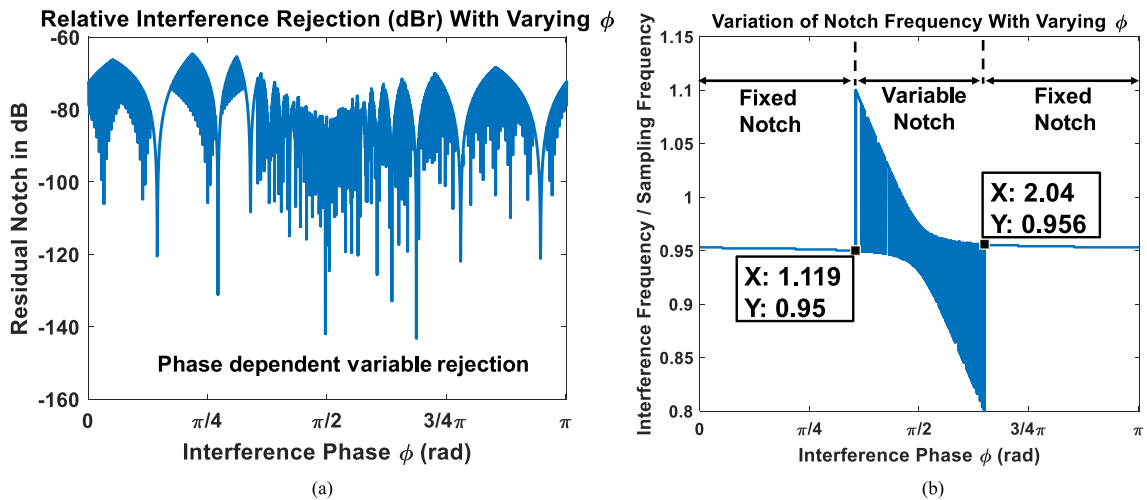 Relative Interference Rejection (dBr) With Varying ϕ
Residual Notch in dB
-60
-80
-100
-120
-140
-160
Phase dependent variable rejection
0
π/4
π/2
3/4π
π
Interference Phase ϕ (rad)
(a)
Variation of Notch Frequency With Varying ϕ
Interference Frequency / Sampling Frequency
1.15
1.1
1.05
1
0.95
0.9
0.85
0.8
Fixed
Notch
Variable
Notch
Fixed
Notch
X: 2.04
Y: 0.956
X: 1.119
Y: 0.95
0
π/4
π/2
3/4π
π
Interference Phase ϕ (rad)
(b)